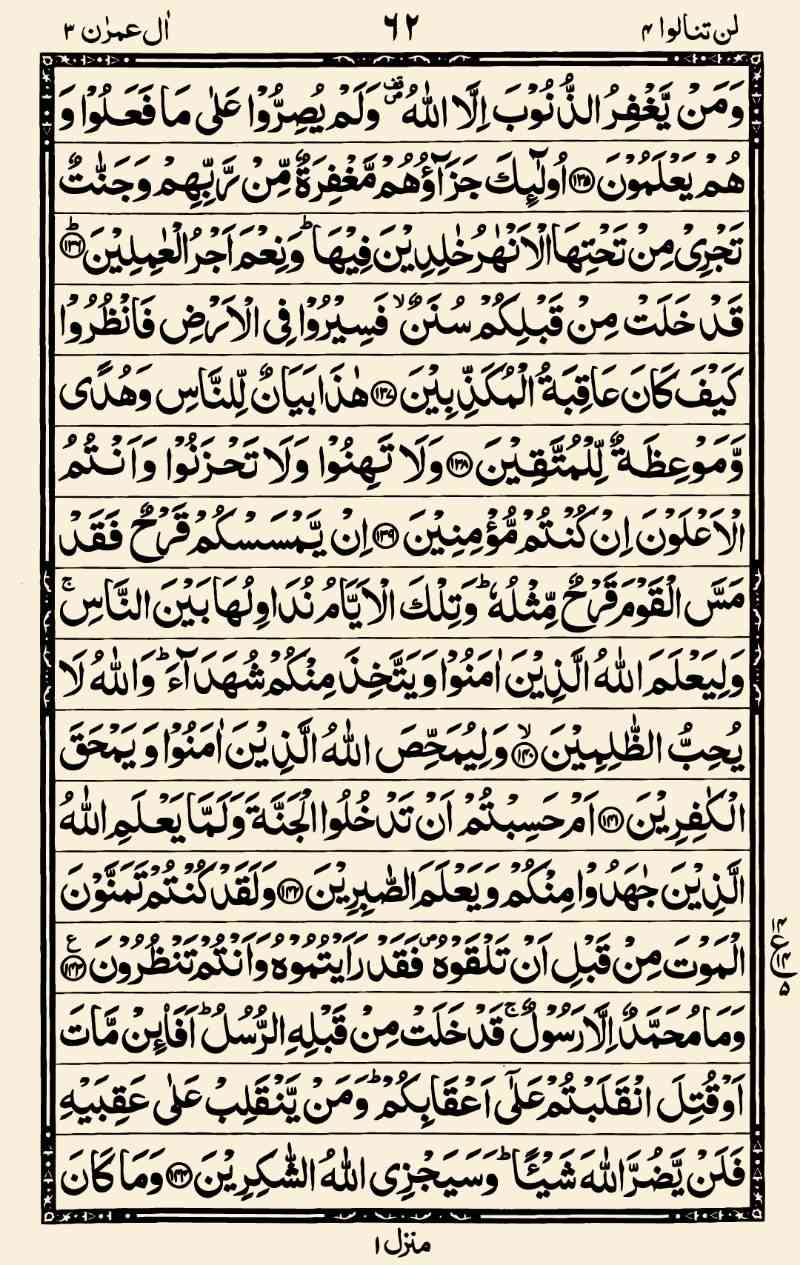 لن تنالوا ۴
۶۲
اٰل عمرٰن ۳
وَمَنْ يَّغْفِرُ الذُّنُوْبَ اِلَّا اللّٰهُ ۪ۗ وَلَمْ يُصِرُّوْا عَلٰى مَا فَعَلُوْا وَ
هُمْ يَعْلَمُوْنَ ﴿۱۳۵﴾ اُولٰٓئِكَ جَزَآؤُهُمْ مَّغْفِرَةٌ مِّنْ رَّبِّهِمْ وَجَنّٰتٌ
تَجْرِيْ مِنْ تَحْتِهَا الْاَنْهٰرُ خٰلِدِيْنَ فِيْهَا ؕ وَنِعْمَ اَجْرُ الْعٰمِلِيْنَ ﴿۱۳۶﴾ؕ
قَدْ خَلَتْ مِنْ قَبْلِكُمْ سُنَنٌ ۙ فَسِيْرُوْا فِى الْاَرْضِ فَانْظُرُوْا
كَيْفَ كَانَ عَاقِبَةُ الْمُكَذِّبِيْنَ ﴿۱۳۷﴾ هٰذَا بَيَانٌ لِّلنَّاسِ وَهُدًى
وَّمَوْعِظَةٌ لِّلْمُتَّقِيْنَ ﴿۱۳۸﴾ وَلَا تَهِنُوْا وَلَا تَحْزَنُوْا وَاَنْتُمُ
الْاَعْلَوْنَ اِنْ كُنْتُمْ مُّؤْمِنِيْنَ ﴿۱۳۹﴾ اِنْ يَّمْسَسْكُمْ قَرْحٌ فَقَدْ
مَسَّ الْقَوْمَ قَرْحٌ مِّثْلُهٗ ؕ وَتِلْكَ الْاَيَّامُ نُدَاوِلُهَا بَيْنَ النَّاسِ ۚ
وَلِيَعْلَمَ اللّٰهُ الَّذِيْنَ اٰمَنُوْا وَيَتَّخِذَ مِنْكُمْ شُهَدَآءَ ؕ وَاللّٰهُ لَا
يُحِبُّ الظّٰلِمِيْنَ ﴿۱۴۰﴾ۙ وَلِيُمَحِّصَ اللّٰهُ الَّذِيْنَ اٰمَنُوْا وَيَمْحَقَ
الْكٰفِرِيْنَ ﴿۱۴۱﴾ اَمْ حَسِبْتُمْ اَنْ تَدْخُلُوا الْجَنَّةَ وَلَمَّا يَعْلَمِ اللّٰهُ
الَّذِيْنَ جٰهَدُوْا مِنْكُمْ وَيَعْلَمَ الصّٰبِرِيْنَ ﴿۱۴۲﴾ وَلَقَدْ كُنْتُمْ تَمَنَّوْنَ
الْمَوْتَ مِنْ قَبْلِ اَنْ تَلْقَوْهُ ۪ فَقَدْ رَاَيْتُمُوْهُ وَاَنْتُمْ تَنْظُرُوْنَ ﴿۱۴۳﴾ع
۱۴
ع
۱۴
۵
وَمَا مُحَمَّدٌ اِلَّا رَسُوْلٌ ۚ قَدْ خَلَتْ مِنْ قَبْلِهِ الرُّسُلُ ؕ اَفَا۟ئِنْ مَّاتَ
اَوْ قُتِلَ انْقَلَبْتُمْ عَلٰٓى اَعْقَابِكُمْ ؕ وَمَنْ يَّنْقَلِبْ عَلٰى عَقِبَيْهِ
فَلَنْ يَّضُرَّ اللّٰهَ شَيْـًٔا ؕ وَسَيَجْزِى اللّٰهُ الشّٰكِرِيْنَ ﴿۱۴۴﴾ وَمَا كَانَ
منزل ۱